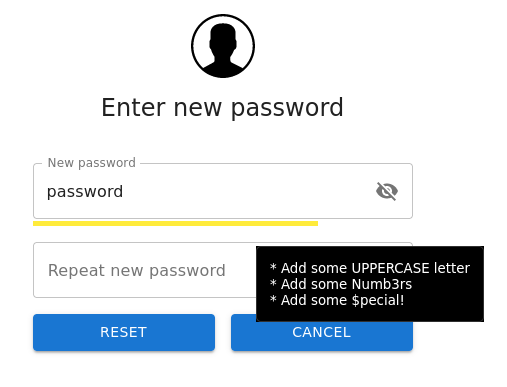 Enter new password
New password
password
Repeat new password
* Add some UPPERCASE letter
* Add some Numb3rs
* Add some $pecial!
RESET
CANCEL